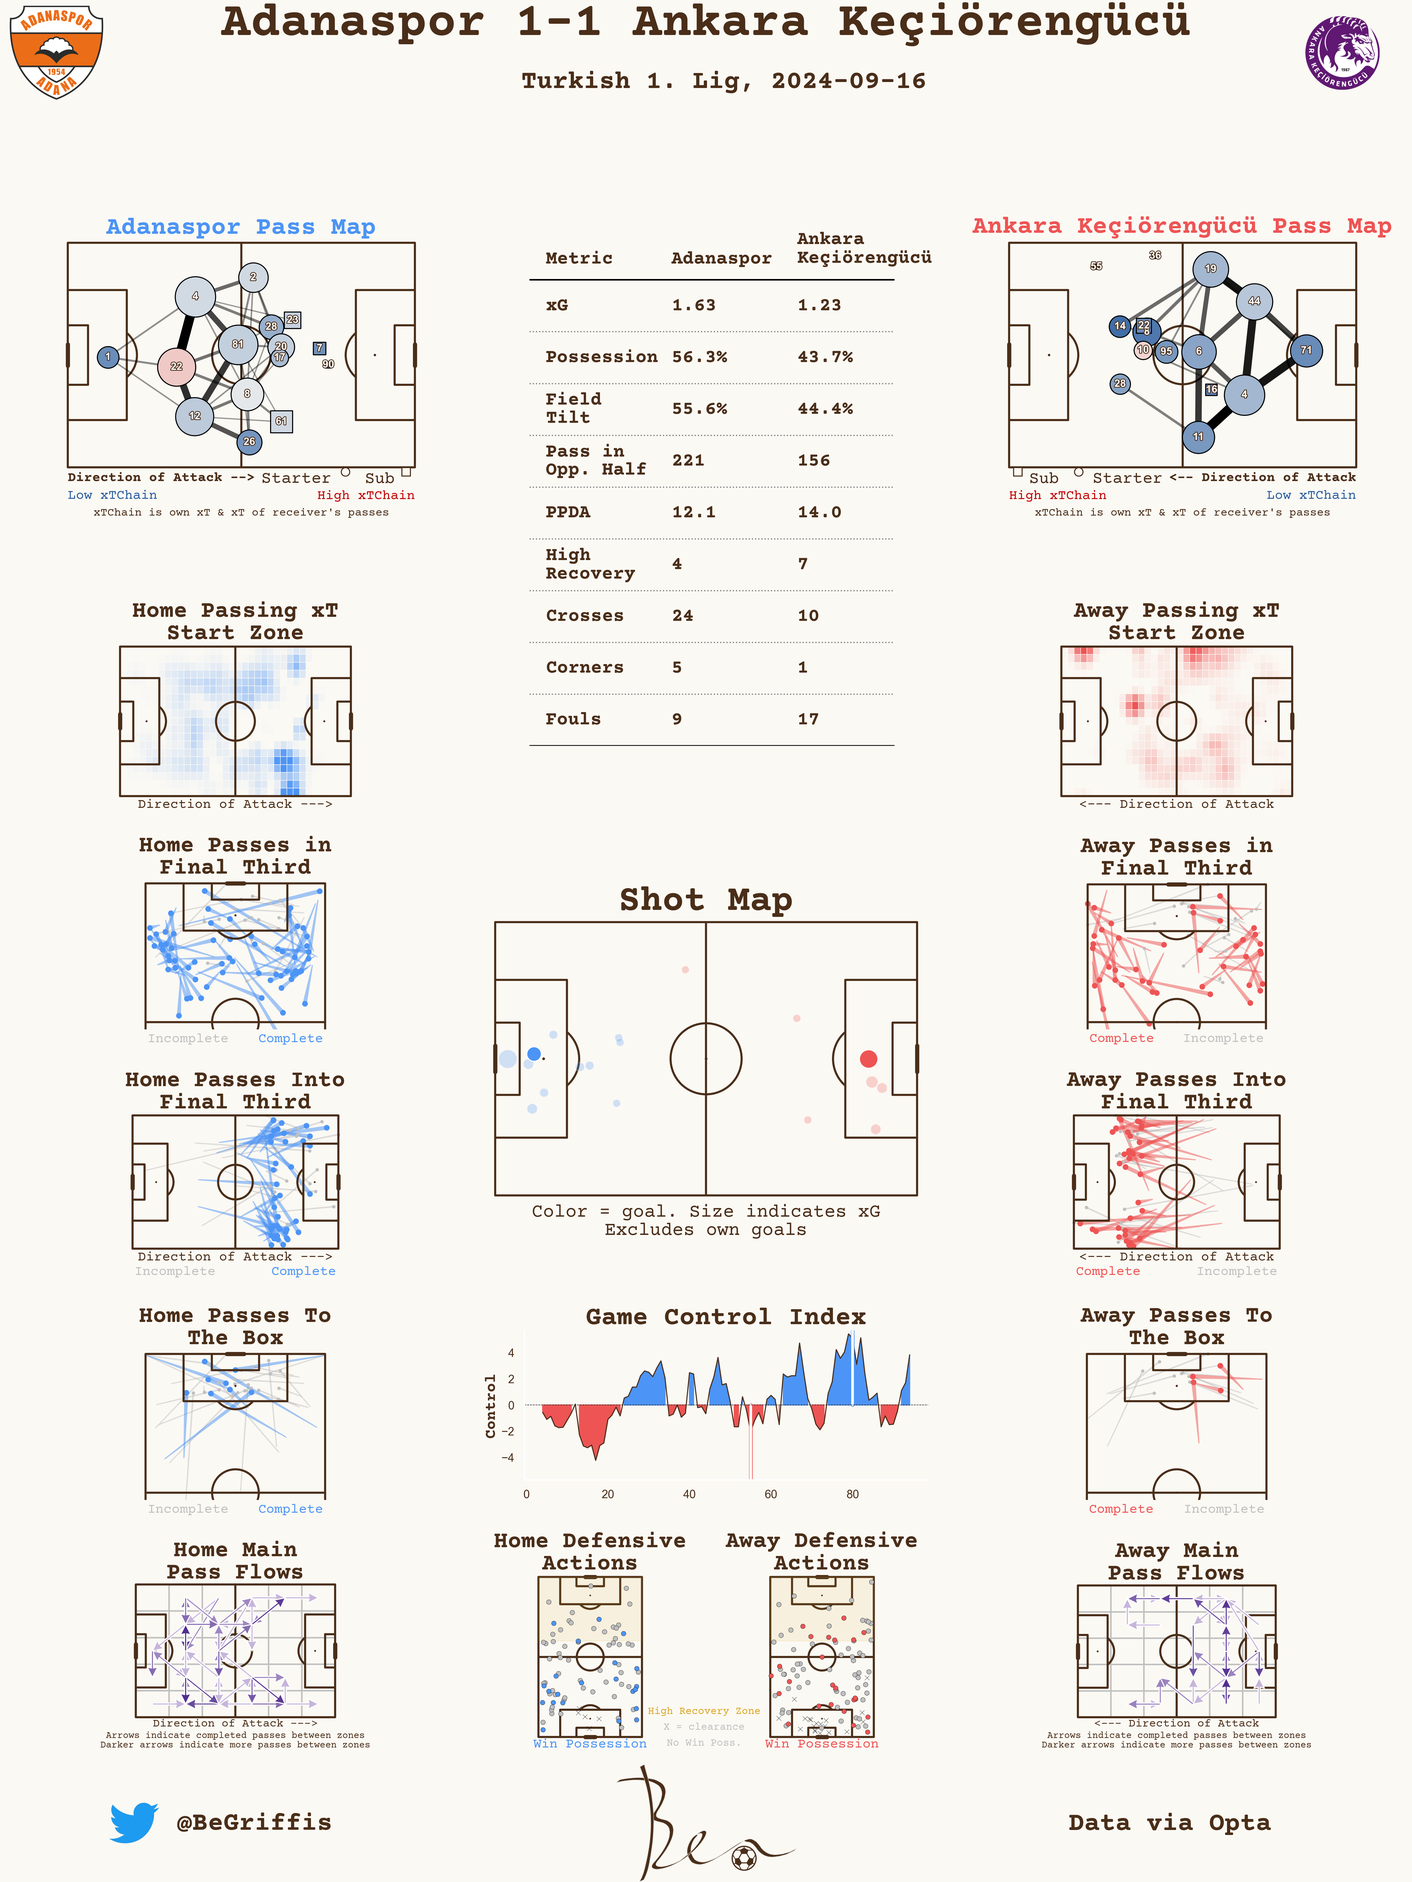 Adanaspor 1-1 Ankara Keçiörengücü
Turkish 1. Lig, 2024-09-16
ADANASPOR
1954
ADANA
ANKARA KEÇİÖRENGÜCÜ
1987
Adanaspor Pass Map
1
4
22
12
2
81
8
26
28
23
20
17
7
90
61
Direction of Attack --> Starter Sub
Low xTChain High xTChain
xTChain is own xT & xT of receiver's passes
Metric Adanaspor Ankara Keçiörengücü
xG 1.63 1.23
Possession 56.3% 43.7%
Field Tilt 55.6% 44.4%
Pass in Opp. Half 221 156
PPDA 12.1 14.0
High Recovery 4 7
Crosses 24 10
Corners 5 1
Fouls 9 17
Ankara Keçiörengücü Pass Map
55
36
19
44
14
22
8
10
95
6
71
28
16
4
11
Sub Starter <-- Direction of Attack
High xTChain Low xTChain
xTChain is own xT & xT of receiver's passes
Home Passing xT
Start Zone
Direction of Attack --->
Away Passing xT
Start Zone
<--- Direction of Attack
Home Passes in
Final Third
Incomplete Complete
Away Passes in
Final Third
Complete Incomplete
Shot Map
Color = goal. Size indicates xG
Excludes own goals
Home Passes Into
Final Third
Direction of Attack --->
Incomplete Complete
Away Passes Into
Final Third
<--- Direction of Attack
Complete Incomplete
Home Passes To
The Box
Incomplete Complete
Game Control Index
Control
4
2
0
−2
−4
0 20 40 60 80
Away Passes To
The Box
Complete Incomplete
Home Main
Pass Flows
Direction of Attack --->
Arrows indicate completed passes between zones
Darker arrows indicate more passes between zones
Home Defensive
Actions
Win Possession
High Recovery Zone
X = clearance
No Win Poss.
Away Defensive
Actions
Win Possession
Away Main
Pass Flows
<--- Direction of Attack
Arrows indicate completed passes between zones
Darker arrows indicate more passes between zones
@BeGriffis
Ben
Data via Opta